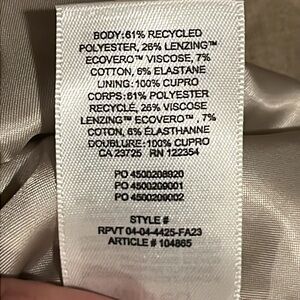 BODY: 61% RECYCLED
POLYESTER, 26% LENZING™
ECOVERO™ VISCOSE, 7%
COTTON, 6% ELASTANE
LINING: 100% CUPRO
CORPS: 61% POLYESTER
RECYCLÉ, 26% VISCOSE
LENZING™ ECOVERO™, 7%
COTON, 6% ÉLASTHANNE
DOUBLURE: 100% CUPRO
CA 23725 RN 122354
PO 4500208920
PO 4500209001
PO 4500209002
STYLE #
RPVT 04-04-4425-FA23
ARTICLE # 104865